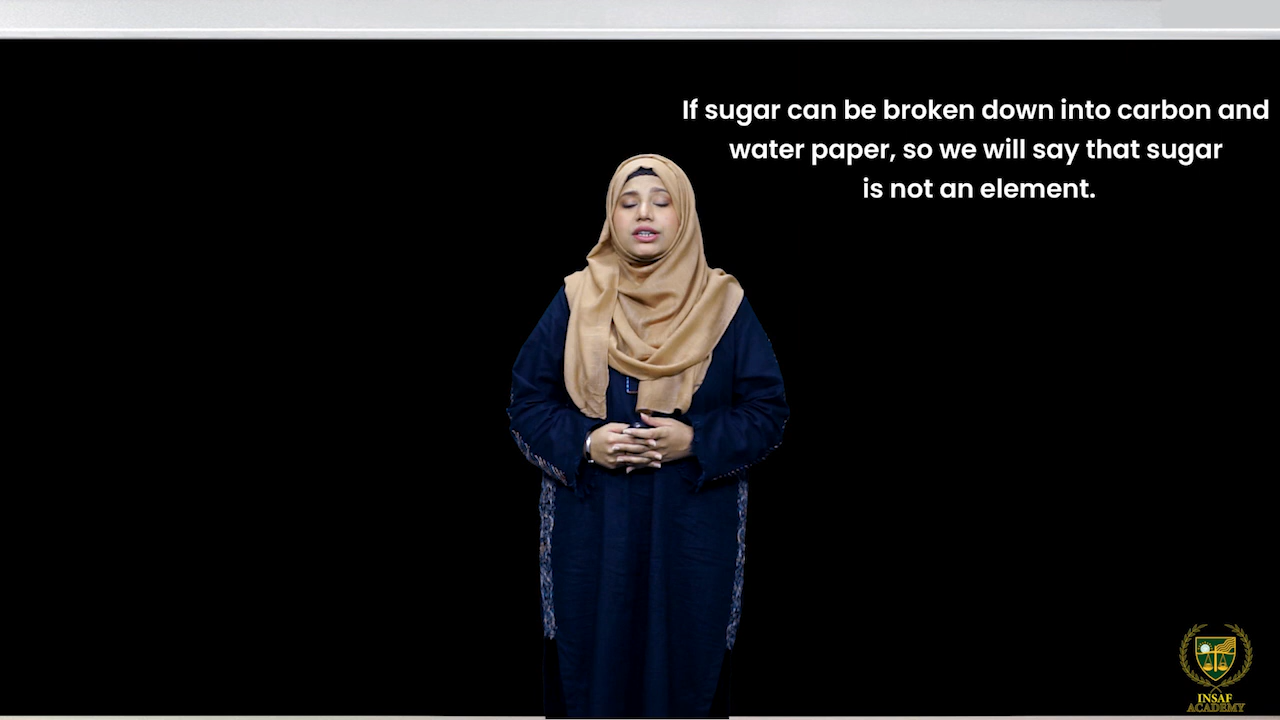 If sugar can be broken down into carbon and
water paper, so we will say that sugar
is not an element.
INSAF
ACADEMY